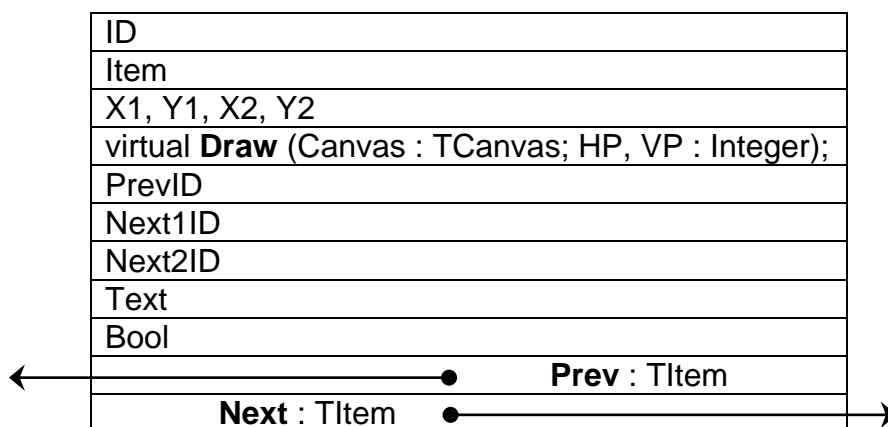 ID
Item
X1, Y1, X2, Y2
virtual Draw (Canvas : TCanvas; HP, VP : Integer);
PrevID
Next1ID
Next2ID
Text
Bool
Prev : TItem
Next : TItem